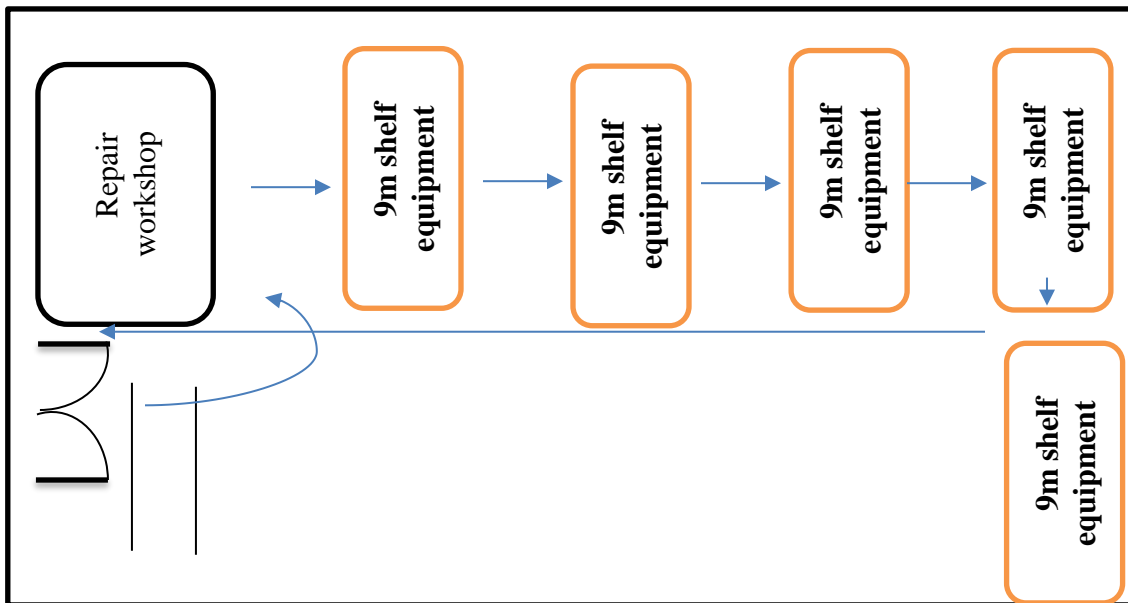 Repair
workshop
9m shelf
equipment
9m shelf
equipment
9m shelf
equipment
9m shelf
equipment
9m shelf
equipment